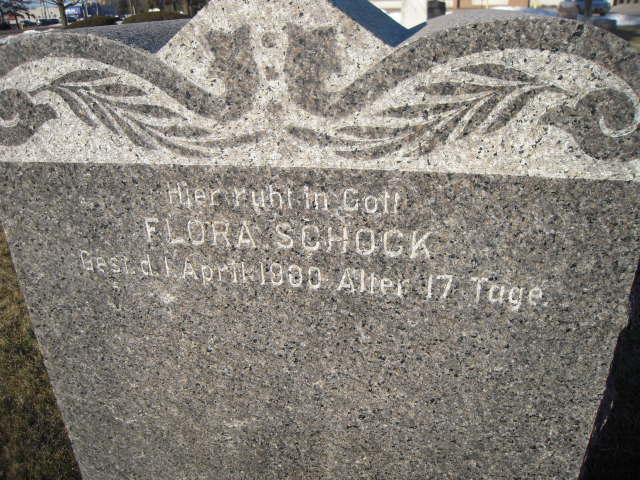 Hier ruht in Gott
FLORA SCHOCK
Gest. d. 1. April 1900 Alter 17 Tage.